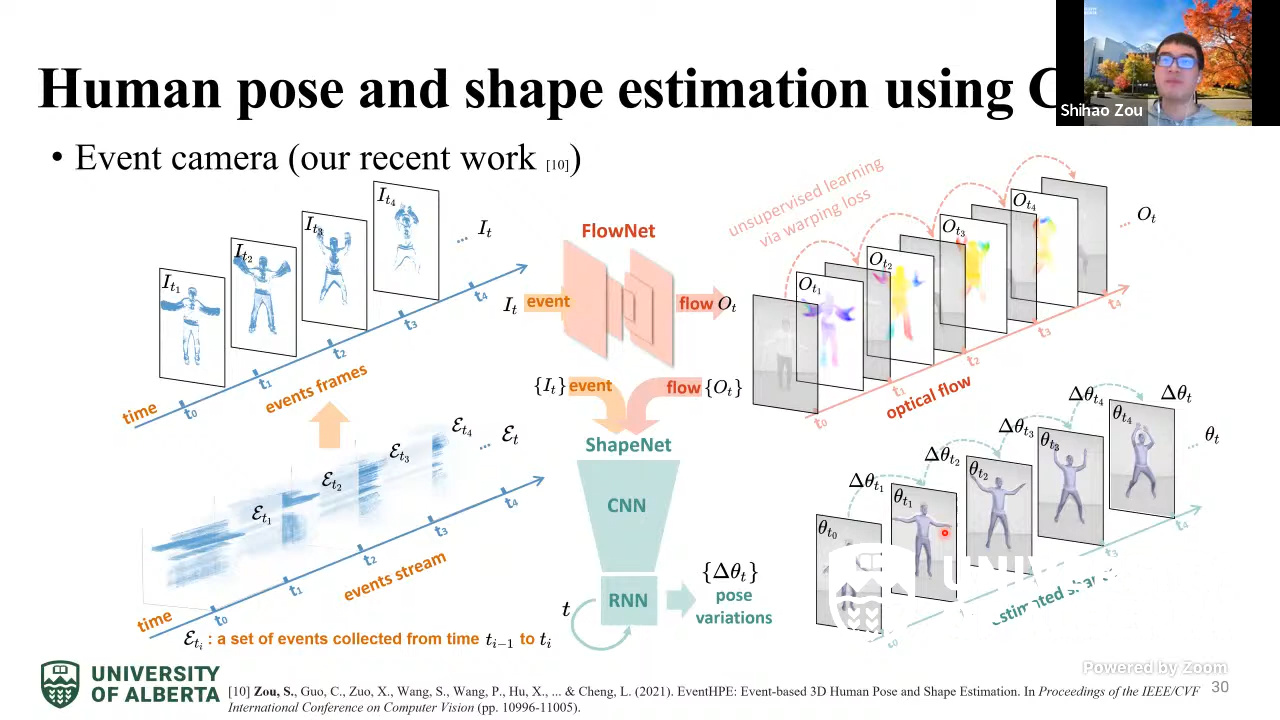 Human pose and shape estimation using
Shihao Zou
• Event camera (our recent work [10])
I_{t_1}
I_{t_2}
I_{t_3}
I_{t_4}
... I_t
time
t_0
t_1
t_2
t_3
t_4
events frames
FlowNet
I_t
event
flow O_t
{I_t} event
flow {O_t}
unsupervised learning
via warping loss
O_{t_1}
O_{t_2}
O_{t_3}
O_{t_4}
... O_t
t_0
t_1
t_2
t_3
t_4
optical flow
ℰ_{t_1}
ℰ_{t_2}
ℰ_{t_3}
ℰ_{t_4}
... ℰ_t
time
t_0
t_1
t_2
t_3
t_4
events stream
ℰ_{t_i} : a set of events collected from time t_{i−1} to t_i
ShapeNet
CNN
RNN
t
{Δθ_t}
pose
variations
Δθ_{t_1}
Δθ_{t_2}
Δθ_{t_3}
Δθ_{t_4}
Δθ_t
θ_{t_0}
θ_{t_1}
θ_{t_2}
θ_{t_3}
θ_{t_4}
... θ_t
t_3
t_4
UNIVERSITY
OF ALBERTA
[10] Zou, S., Guo, C., Zuo, X., Wang, S., Wang, P., Hu, X., ... & Cheng, L. (2021). EventHPE: Event-based 3D Human Pose and Shape Estimation. In Proceedings of the IEEE/CVF
International Conference on Computer Vision (pp. 10996-11005).
Powered by Zoom
30